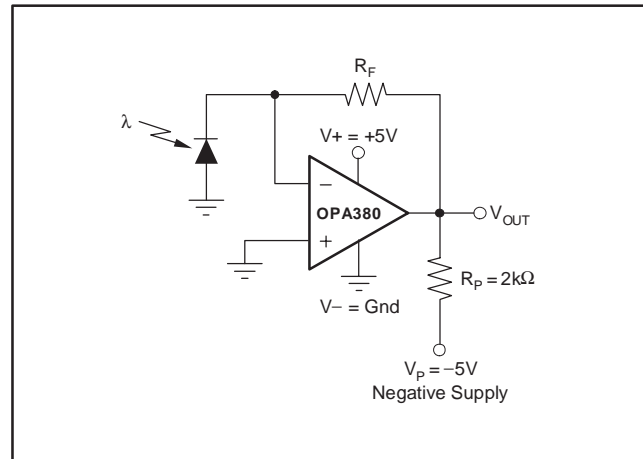 R_F
λ
V+ = +5V
−
OPA380
+
V_OUT
R_P = 2kΩ
V− = Gnd
V_P = −5V
Negative Supply